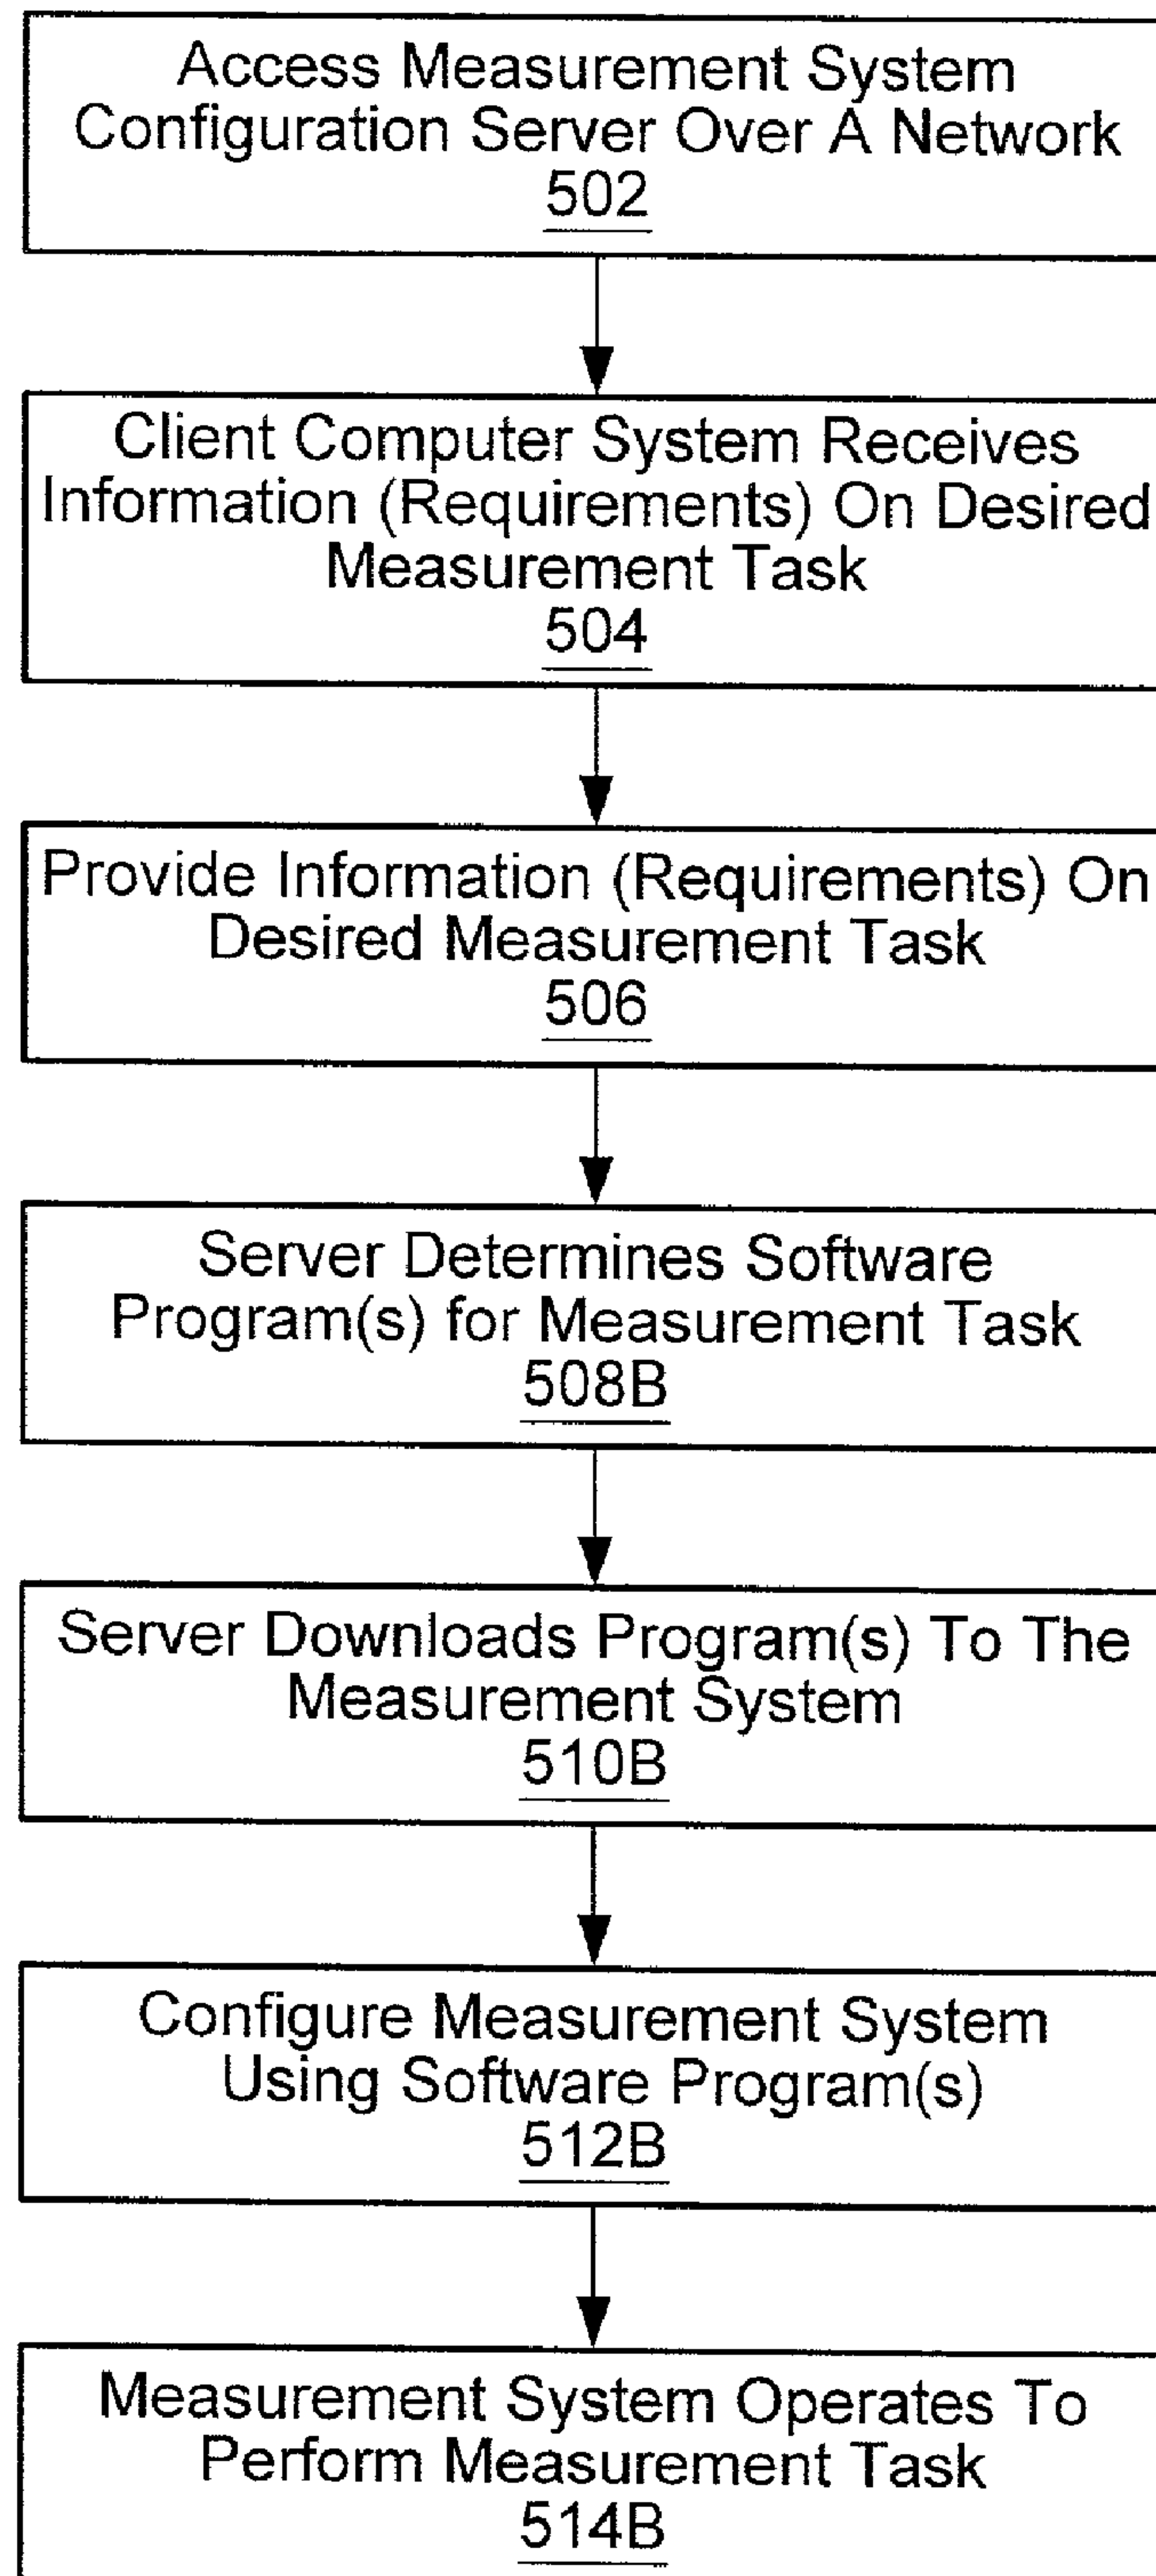 Access Measurement System
Configuration Server Over A Network
502
Client Computer System Receives
Information (Requirements) On Desired
Measurement Task
504
Provide Information (Requirements) On
Desired Measurement Task
506
Server Determines Software
Program(s) for Measurement Task
508B
Server Downloads Program(s) To The
Measurement System
510B
Configure Measurement System
Using Software Program(s)
512B
Measurement System Operates To
Perform Measurement Task
514B